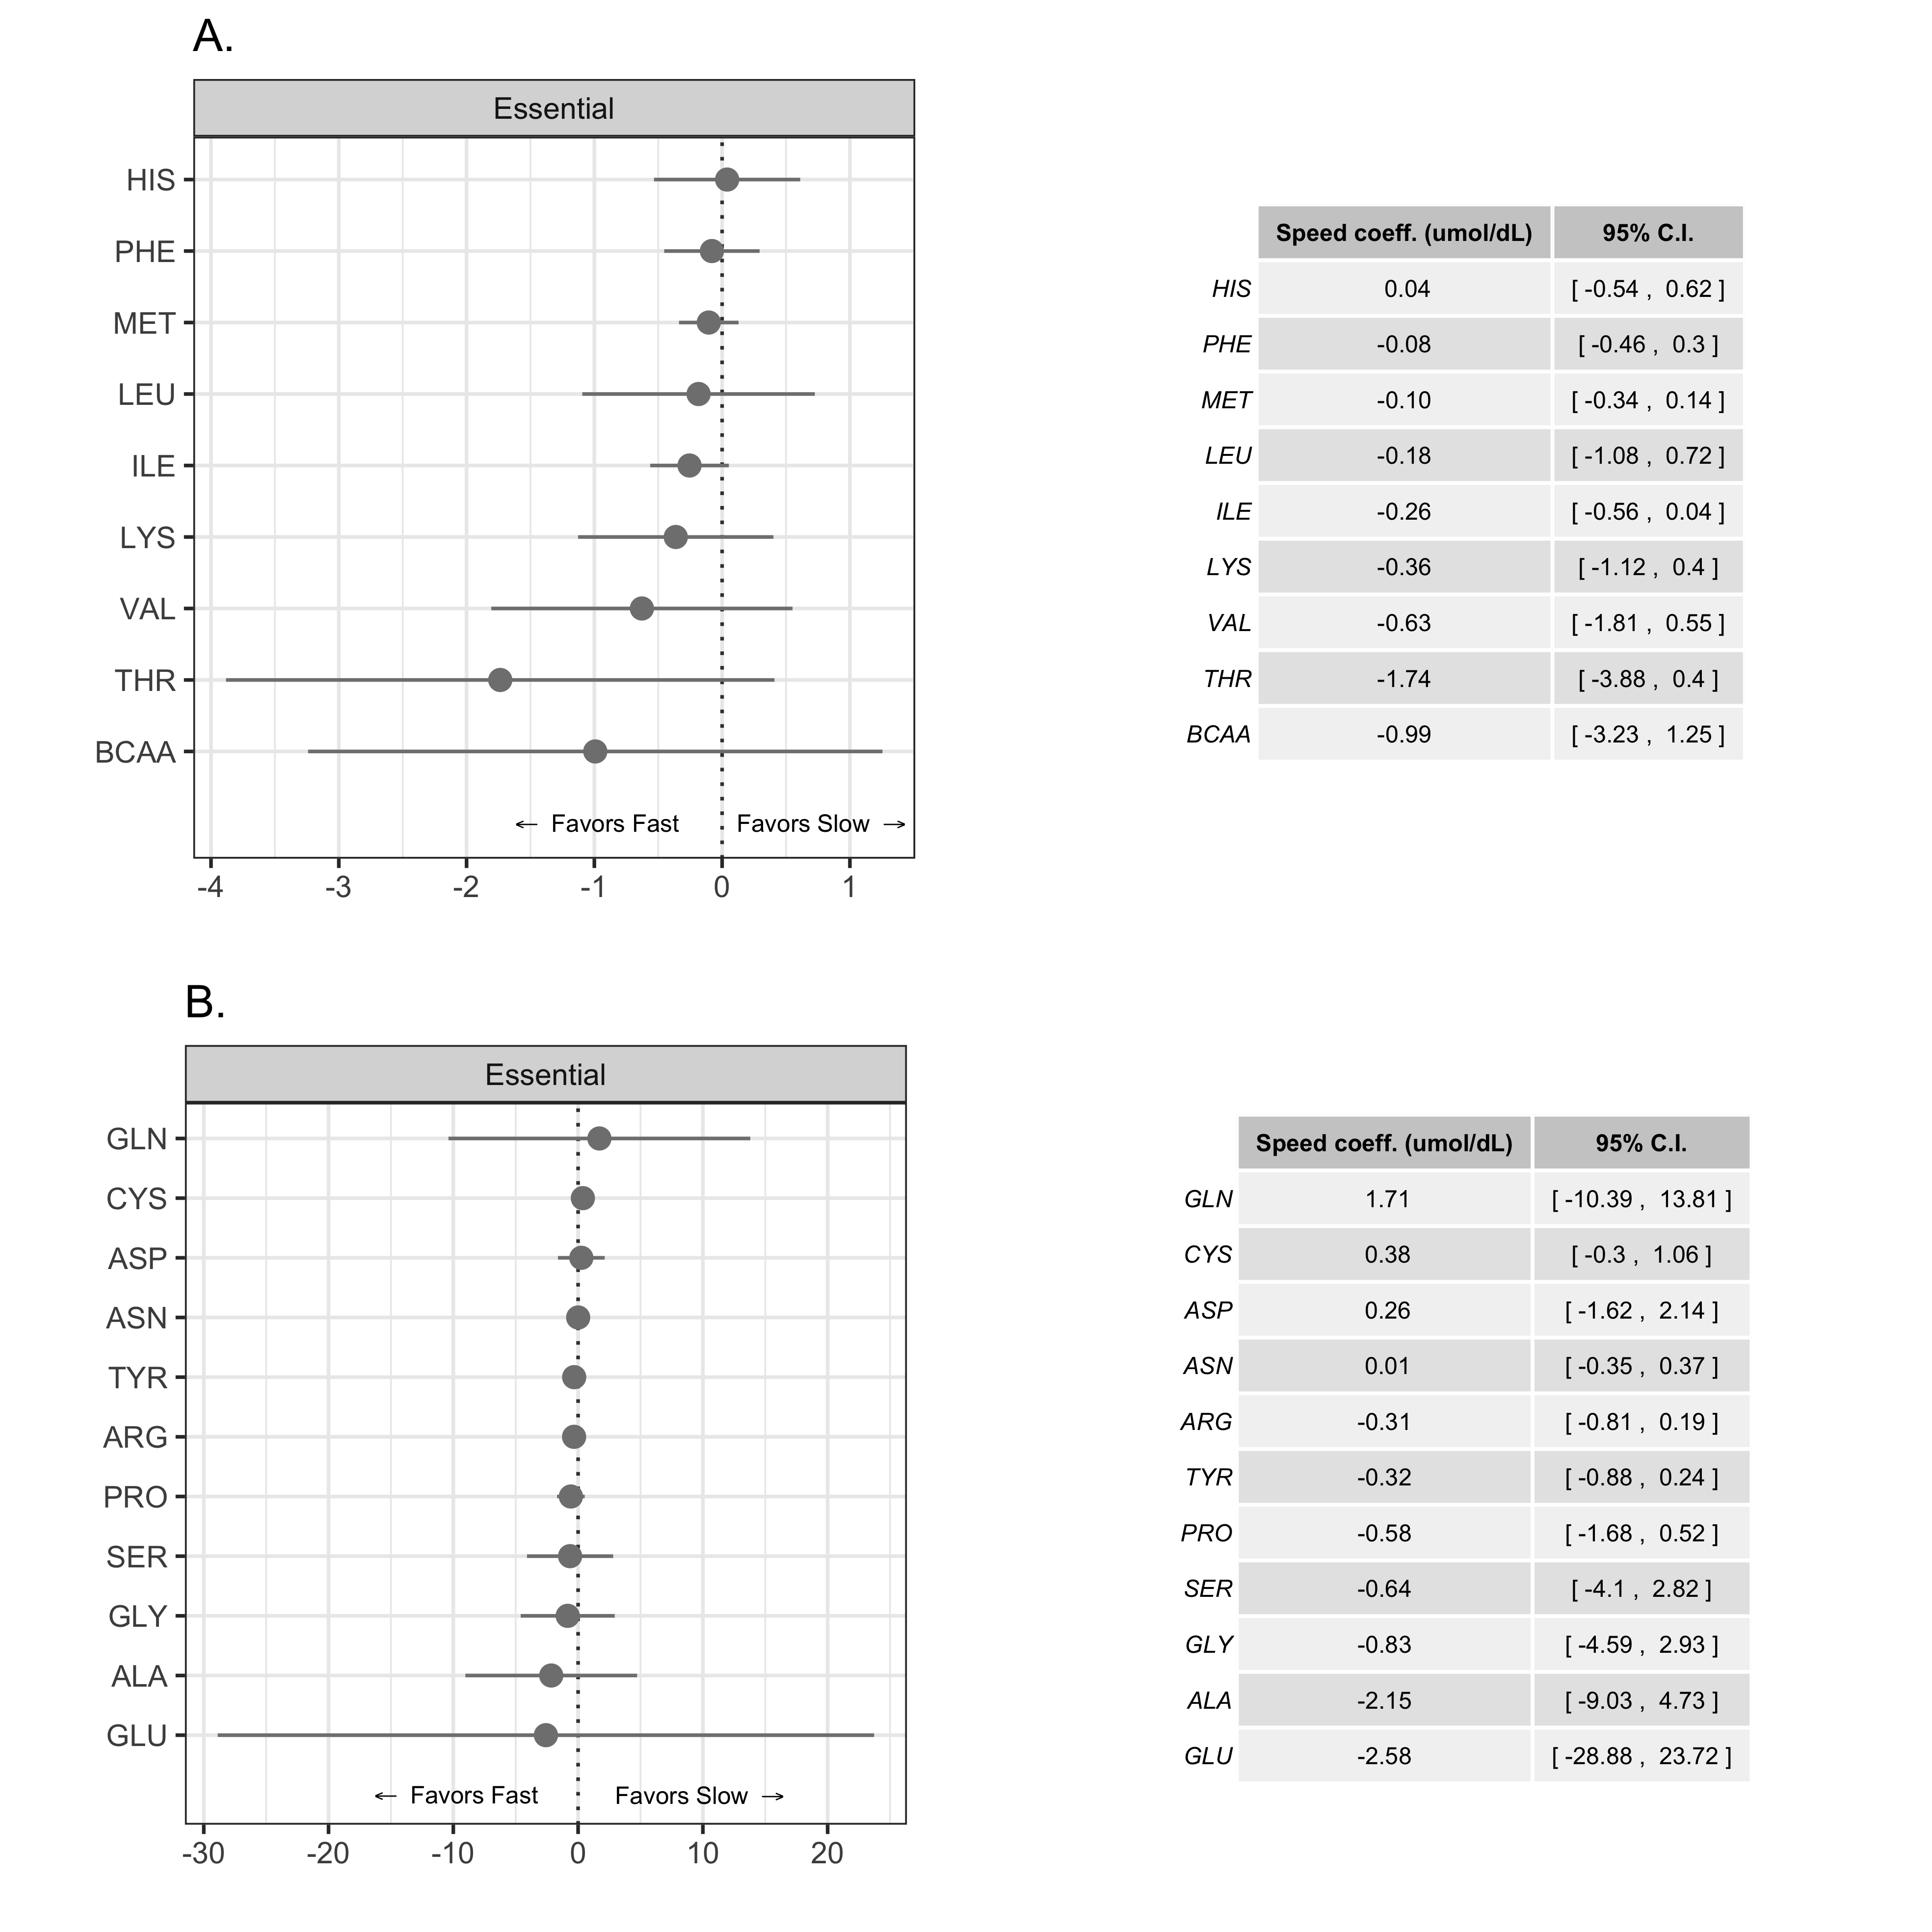 A.
Essential
HIS
PHE
MET
LEU
ILE
LYS
VAL
THR
BCAA
← Favors Fast Favors Slow →
-4 -3 -2 -1 0 1
Speed coeff. (umol/dL) 95% C.I.
HIS 0.04 [ -0.54 , 0.62 ]
PHE -0.08 [ -0.46 , 0.3 ]
MET -0.10 [ -0.34 , 0.14 ]
LEU -0.18 [ -1.08 , 0.72 ]
ILE -0.26 [ -0.56 , 0.04 ]
LYS -0.36 [ -1.12 , 0.4 ]
VAL -0.63 [ -1.81 , 0.55 ]
THR -1.74 [ -3.88 , 0.4 ]
BCAA -0.99 [ -3.23 , 1.25 ]
B.
Essential
GLN
CYS
ASP
ASN
TYR
ARG
PRO
SER
GLY
ALA
GLU
← Favors Fast Favors Slow →
-30 -20 -10 0 10 20
Speed coeff. (umol/dL) 95% C.I.
GLN 1.71 [ -10.39 , 13.81 ]
CYS 0.38 [ -0.3 , 1.06 ]
ASP 0.26 [ -1.62 , 2.14 ]
ASN 0.01 [ -0.35 , 0.37 ]
ARG -0.31 [ -0.81 , 0.19 ]
TYR -0.32 [ -0.88 , 0.24 ]
PRO -0.58 [ -1.68 , 0.52 ]
SER -0.64 [ -4.1 , 2.82 ]
GLY -0.83 [ -4.59 , 2.93 ]
ALA -2.15 [ -9.03 , 4.73 ]
GLU -2.58 [ -28.88 , 23.72 ]